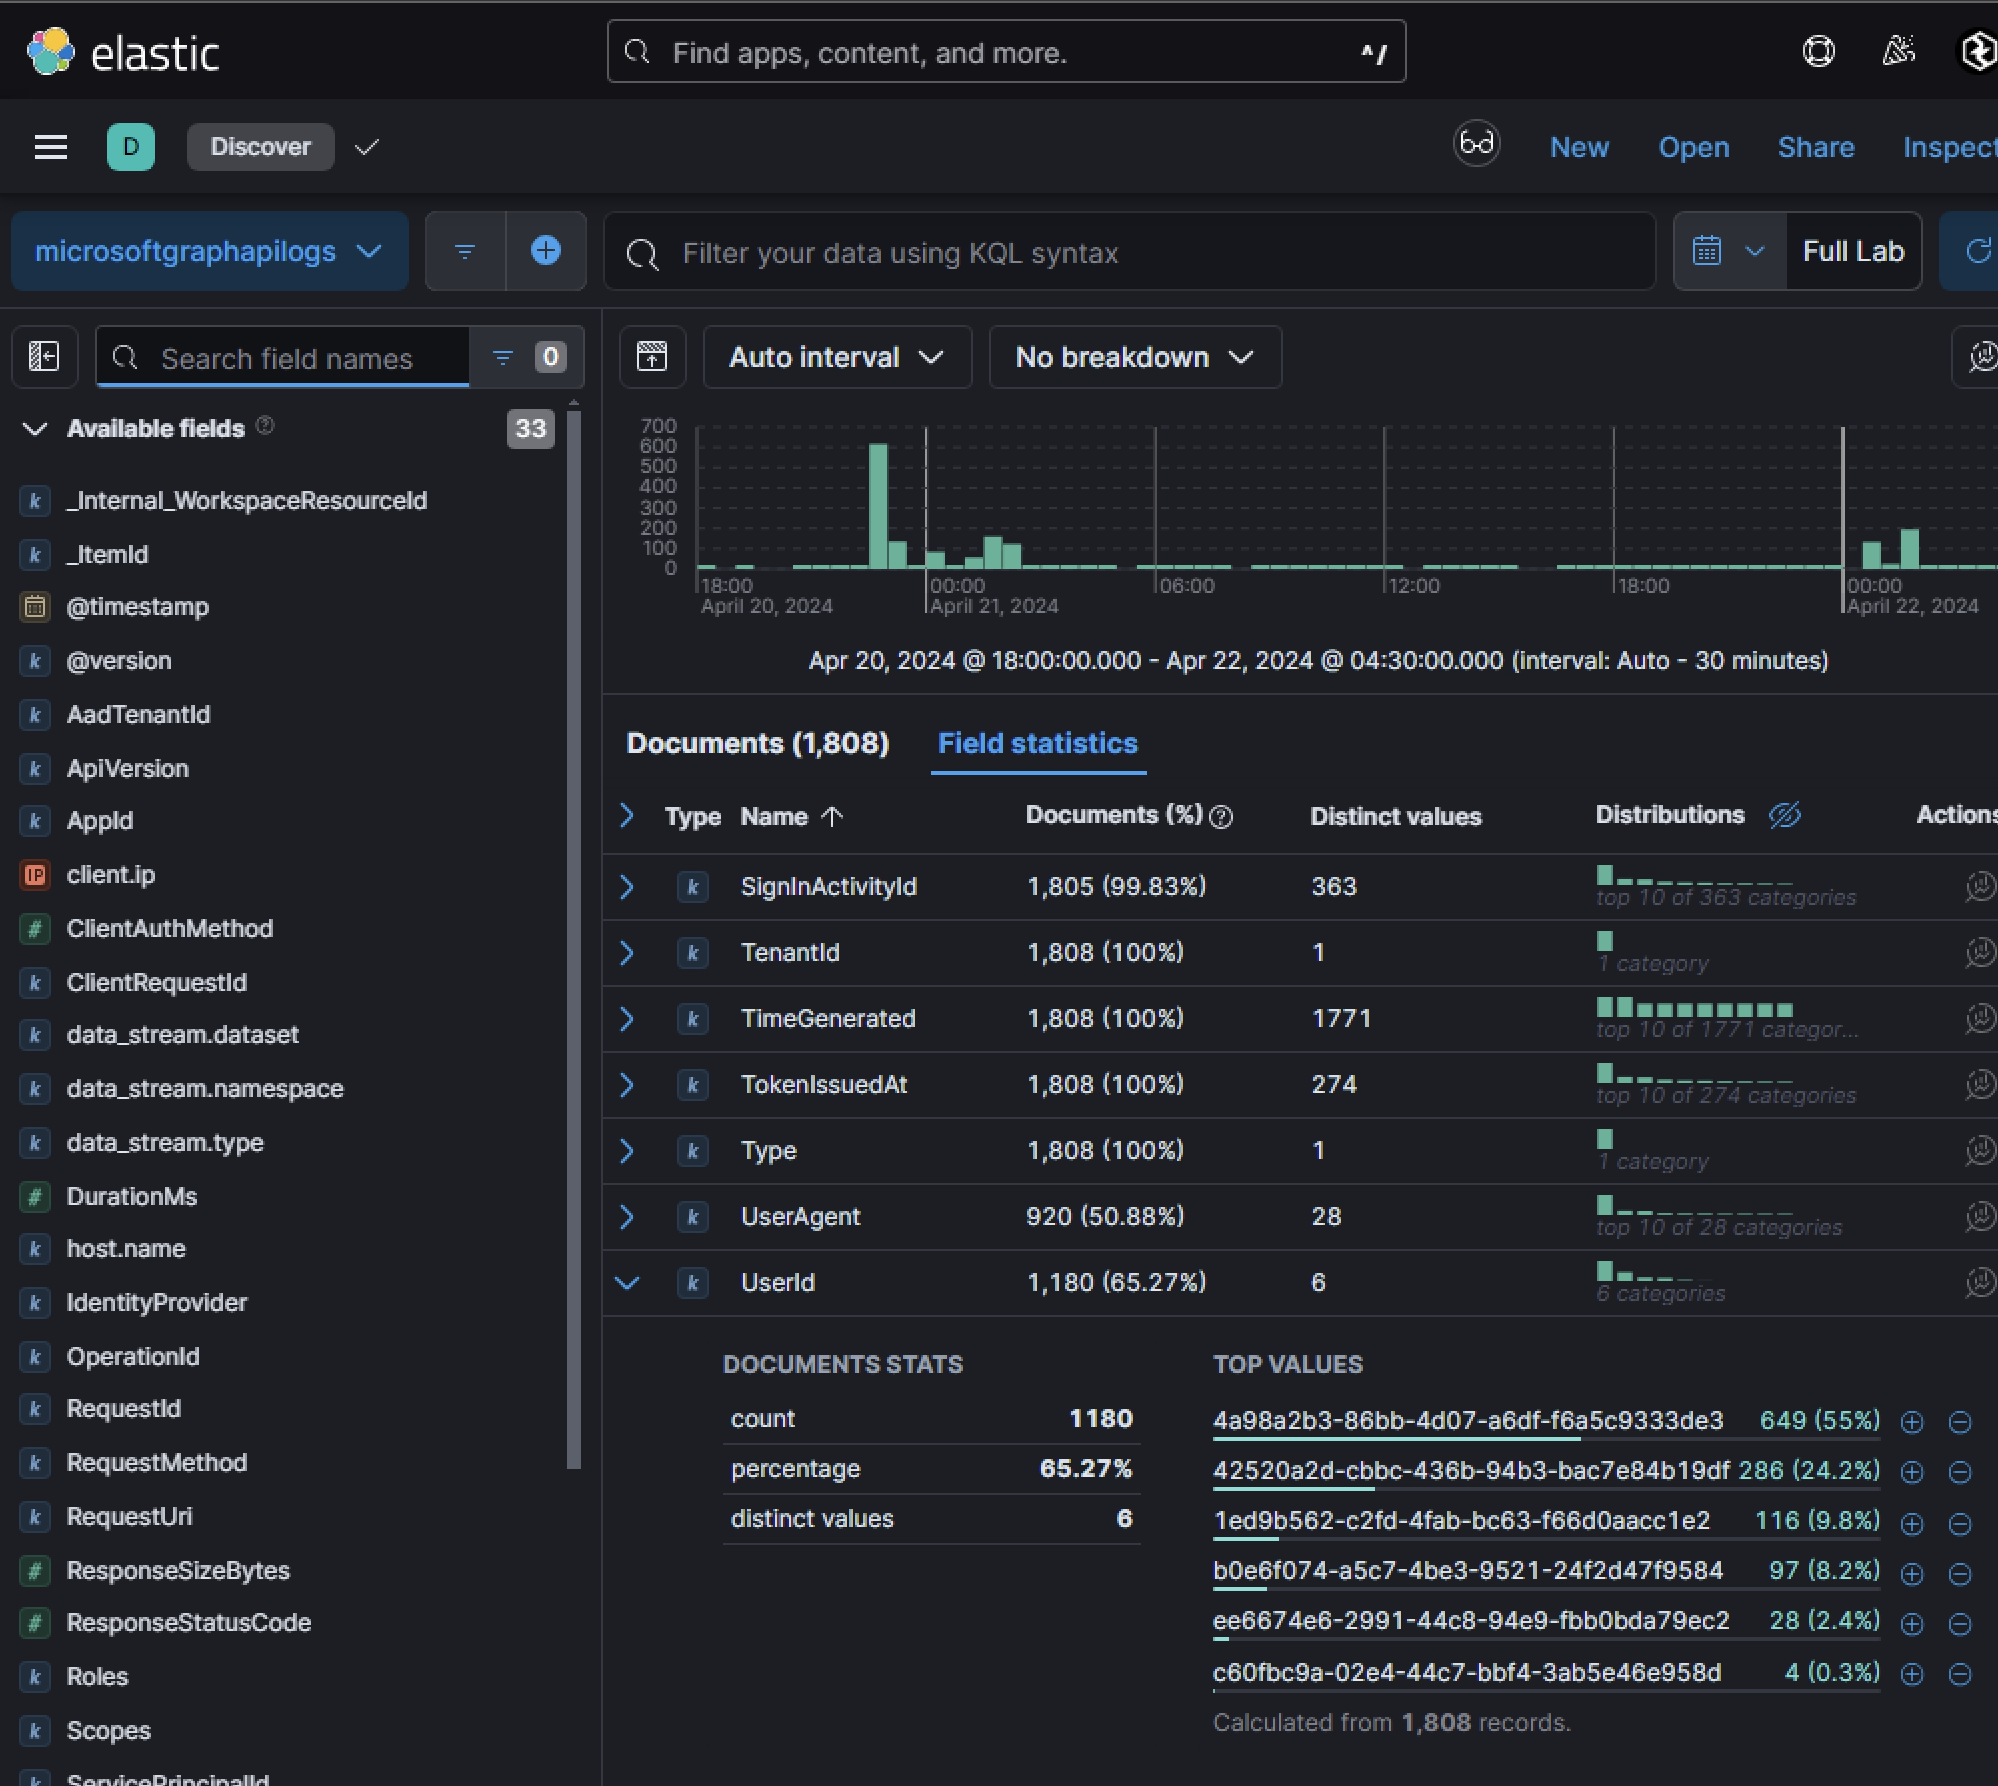 elastic
Find apps, content, and more.
^/
D
Discover
New
Open
Share
Inspect
microsoftgraphapilogs
Filter your data using KQL syntax
Full Lab
Search field names
0
Auto interval
No breakdown
Available fields
33
k _Internal_WorkspaceResourceId
k _ItemId
@timestamp
k @version
k AadTenantId
k ApiVersion
k AppId
IP client.ip
# ClientAuthMethod
k ClientRequestId
k data_stream.dataset
k data_stream.namespace
k data_stream.type
# DurationMs
k host.name
k IdentityProvider
k OperationId
k RequestId
k RequestMethod
k RequestUri
# ResponseSizeBytes
# ResponseStatusCode
k Roles
k Scopes
k ServicePrincipalId
700
600
500
400
300
200
100
0
18:00
April 20, 2024
00:00
April 21, 2024
06:00
12:00
18:00
00:00
April 22, 2024
Apr 20, 2024 @ 18:00:00.000 - Apr 22, 2024 @ 04:30:00.000 (interval: Auto - 30 minutes)
Documents (1,808)
Field statistics
Type Name Documents (%) Distinct values Distributions Actions
k SignInActivityId 1,805 (99.83%) 363 top 10 of 363 categories
k TenantId 1,808 (100%) 1 1 category
k TimeGenerated 1,808 (100%) 1771 top 10 of 1771 categor...
k TokenIssuedAt 1,808 (100%) 274 top 10 of 274 categories
k Type 1,808 (100%) 1 1 category
k UserAgent 920 (50.88%) 28 top 10 of 28 categories
k UserId 1,180 (65.27%) 6 6 categories
DOCUMENTS STATS
count 1180
percentage 65.27%
distinct values 6
TOP VALUES
4a98a2b3-86bb-4d07-a6df-f6a5c9333de3 649 (55%)
42520a2d-cbbc-436b-94b3-bac7e84b19df 286 (24.2%)
1ed9b562-c2fd-4fab-bc63-f66d0aacc1e2 116 (9.8%)
b0e6f074-a5c7-4be3-9521-24f2d47f9584 97 (8.2%)
ee6674e6-2991-44c8-94e9-fbb0bda79ec2 28 (2.4%)
c60fbc9a-02e4-44c7-bbf4-3ab5e46e958d 4 (0.3%)
Calculated from 1,808 records.